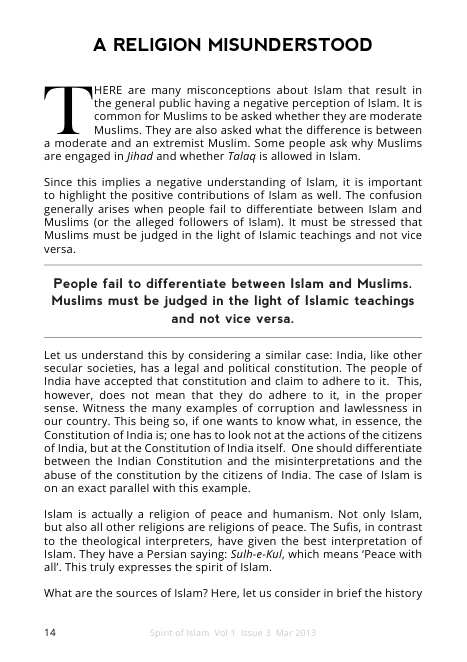 A RELIGION MISUNDERSTOOD
THERE are many misconceptions about Islam that result in
the general public having a negative perception of Islam. It is
common for Muslims to be asked whether they are moderate
Muslims. They are also asked what the difference is between
a moderate and an extremist Muslim. Some people ask why Muslims
are engaged in Jihad and whether Talaq is allowed in Islam.
Since this implies a negative understanding of Islam, it is important
to highlight the positive contributions of Islam as well. The confusion
generally arises when people fail to differentiate between Islam and
Muslims (or the alleged followers of Islam). It must be stressed that
Muslims must be judged in the light of Islamic teachings and not vice
versa.
People fail to differentiate between Islam and Muslims.
Muslims must be judged in the light of Islamic teachings
and not vice versa.
Let us understand this by considering a similar case: India, like other
secular societies, has a legal and political constitution. The people of
India have accepted that constitution and claim to adhere to it. This,
however, does not mean that they do adhere to it, in the proper
sense. Witness the many examples of corruption and lawlessness in
our country. This being so, if one wants to know what, in essence, the
Constitution of India is; one has to look not at the actions of the citizens
of India, but at the Constitution of India itself. One should differentiate
between the Indian Constitution and the misinterpretations and the
abuse of the constitution by the citizens of India. The case of Islam is
on an exact parallel with this example.
Islam is actually a religion of peace and humanism. Not only Islam,
but also all other religions are religions of peace. The Sufis, in contrast
to the theological interpreters, have given the best interpretation of
Islam. They have a Persian saying: Sulh-e-Kul, which means ‘Peace with
all’. This truly expresses the spirit of Islam.
What are the sources of Islam? Here, let us consider in brief the history
14 Spirit of Islam Vol 1 Issue 3 Mar 2013